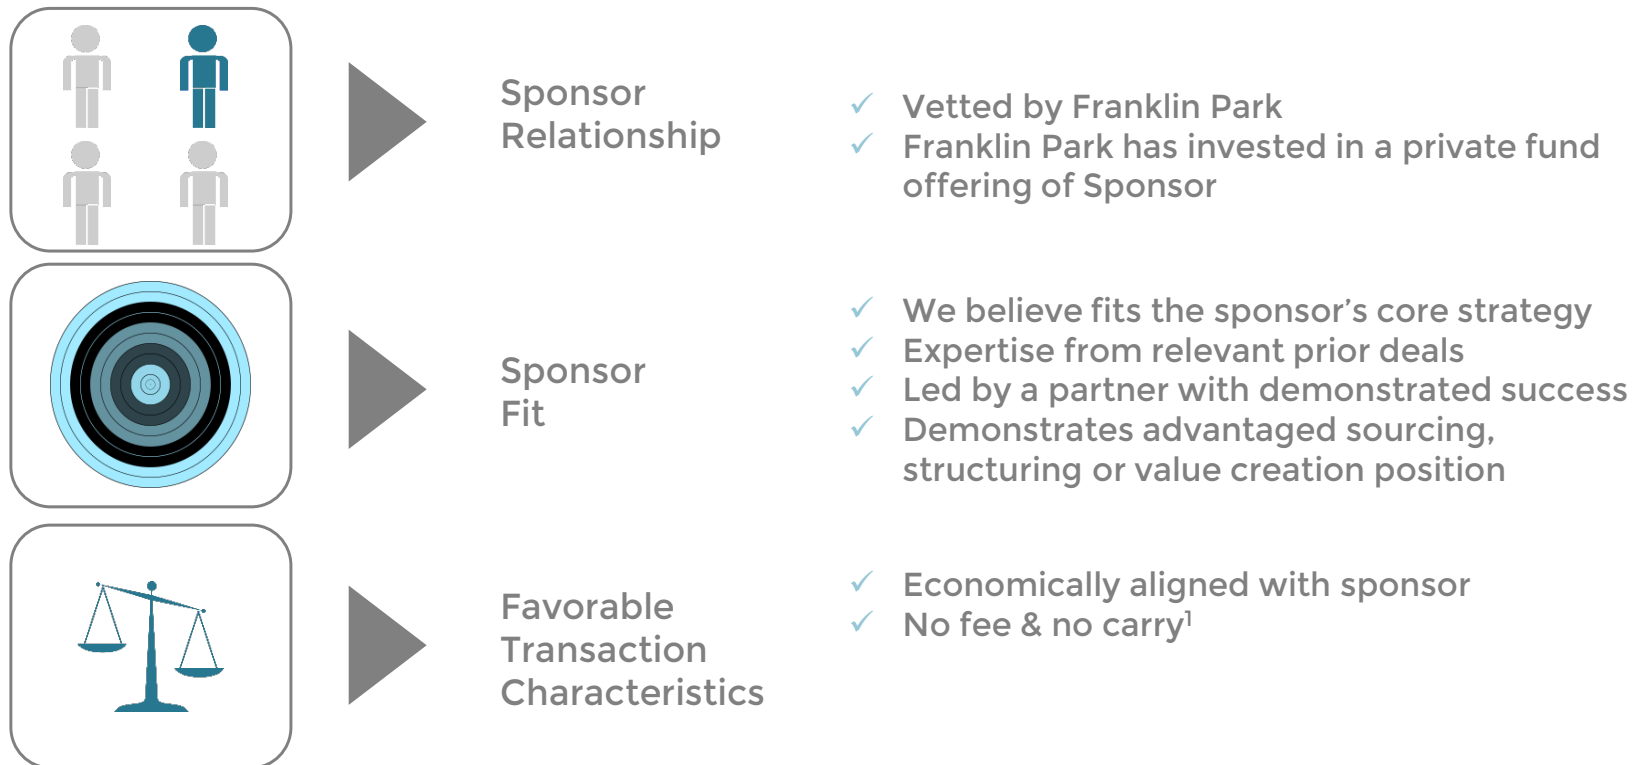 Sponsor
Relationship
✓ Vetted by Franklin Park
✓ Franklin Park has invested in a private fund
offering of Sponsor
Sponsor
Fit
✓ We believe fits the sponsor’s core strategy
✓ Expertise from relevant prior deals
✓ Led by a partner with demonstrated success
✓ Demonstrates advantaged sourcing,
structuring or value creation position
Favorable
Transaction
Characteristics
✓ Economically aligned with sponsor
✓ No fee & no carry¹